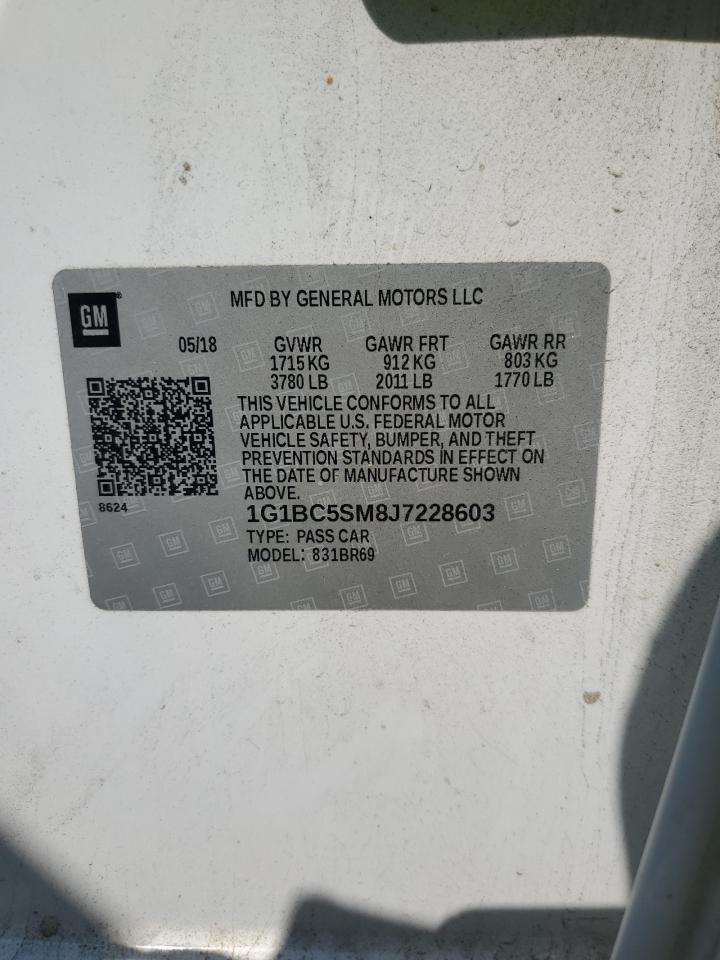 GM
MFD BY GENERAL MOTORS LLC
05/18 GVWR GAWR FRT GAWR RR
1715 KG 912 KG 803 KG
3780 LB 2011 LB 1770 LB
THIS VEHICLE CONFORMS TO ALL
APPLICABLE U.S. FEDERAL MOTOR
VEHICLE SAFETY, BUMPER, AND THEFT
PREVENTION STANDARDS IN EFFECT ON
THE DATE OF MANUFACTURE SHOWN
ABOVE.
8624
1G1BC5SM8J7228603
TYPE: PASS CAR
MODEL: 831BR69